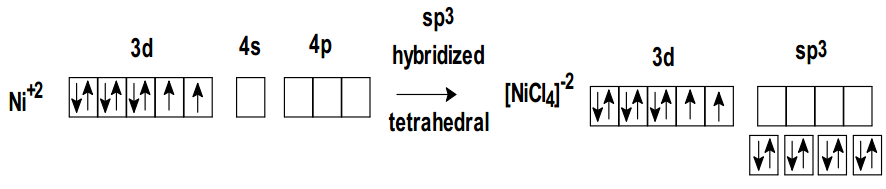 3d 4s 4p
Ni+2
sp3
hybridized
tetrahedral
3d sp3
[NiCl4]-2